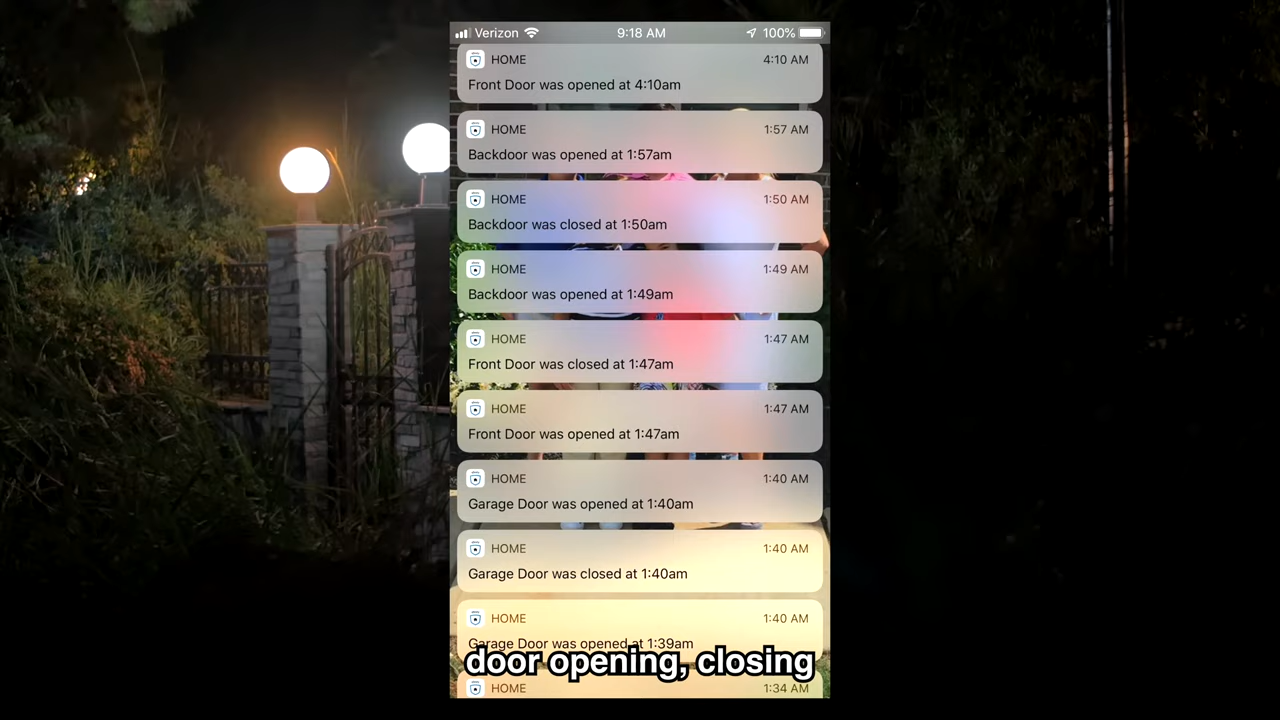 Verizon 9:18 AM 100%
HOME 4:10 AM
Front Door was opened at 4:10am
HOME 1:57 AM
Backdoor was opened at 1:57am
HOME 1:50 AM
Backdoor was closed at 1:50am
HOME 1:49 AM
Backdoor was opened at 1:49am
HOME 1:47 AM
Front Door was closed at 1:47am
HOME 1:47 AM
Front Door was opened at 1:47am
HOME 1:40 AM
Garage Door was opened at 1:40am
HOME 1:40 AM
Garage Door was closed at 1:40am
HOME 1:40 AM
Garage Door was opened at 1:39am
door opening, closing
HOME 1:34 AM